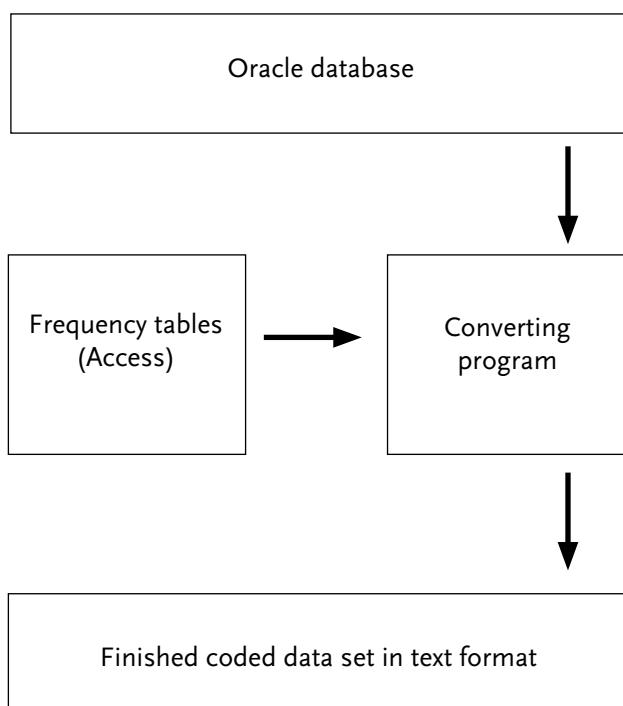 Oracle database
Frequency tables
(Access)
Converting
program
Finished coded data set in text format